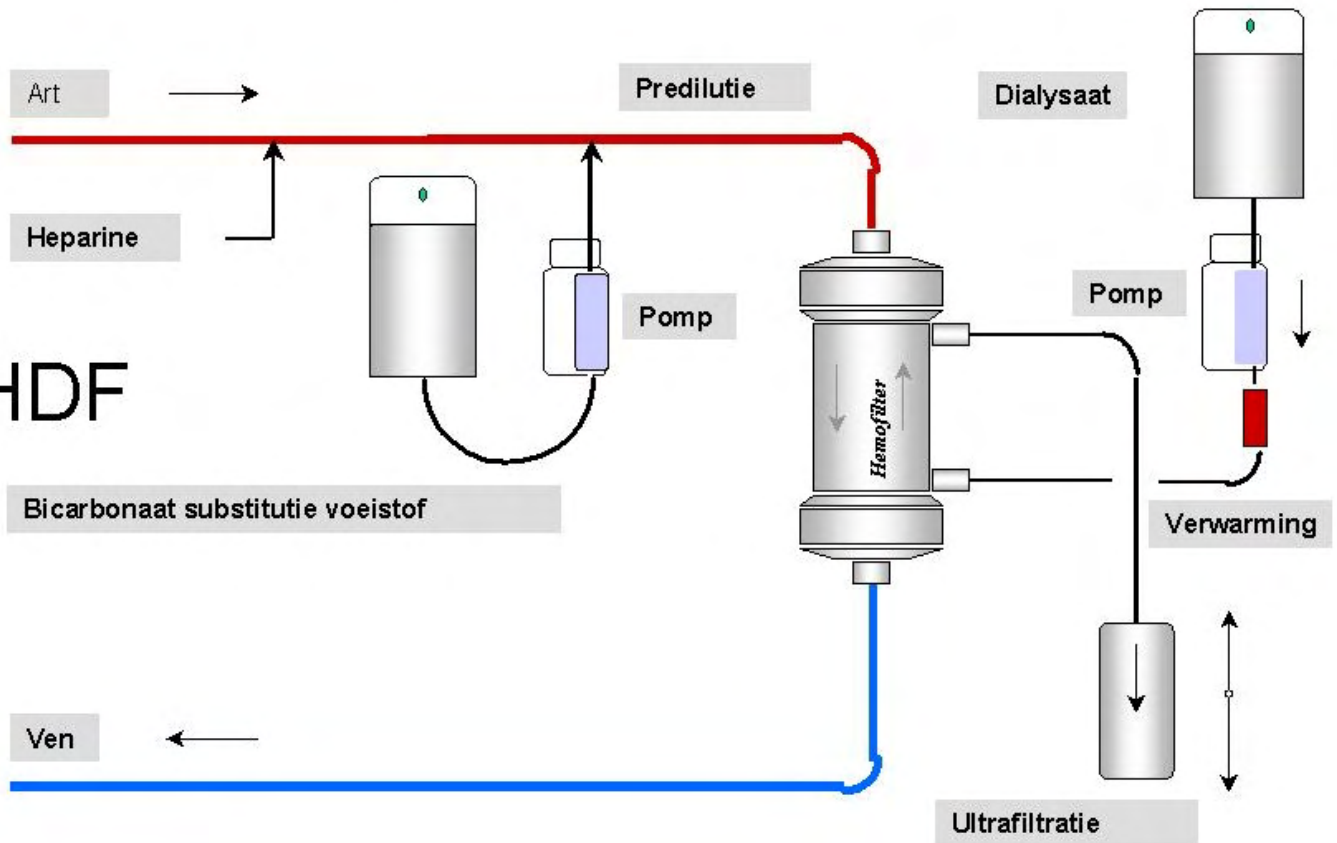 Art
Predilutie
Dialysaat
Heparine
Pomp
Pomp
HDF
Hemofilter
Bicarbonaat substitutie voeistof
Verwarming
Ven
Ultrafiltratie